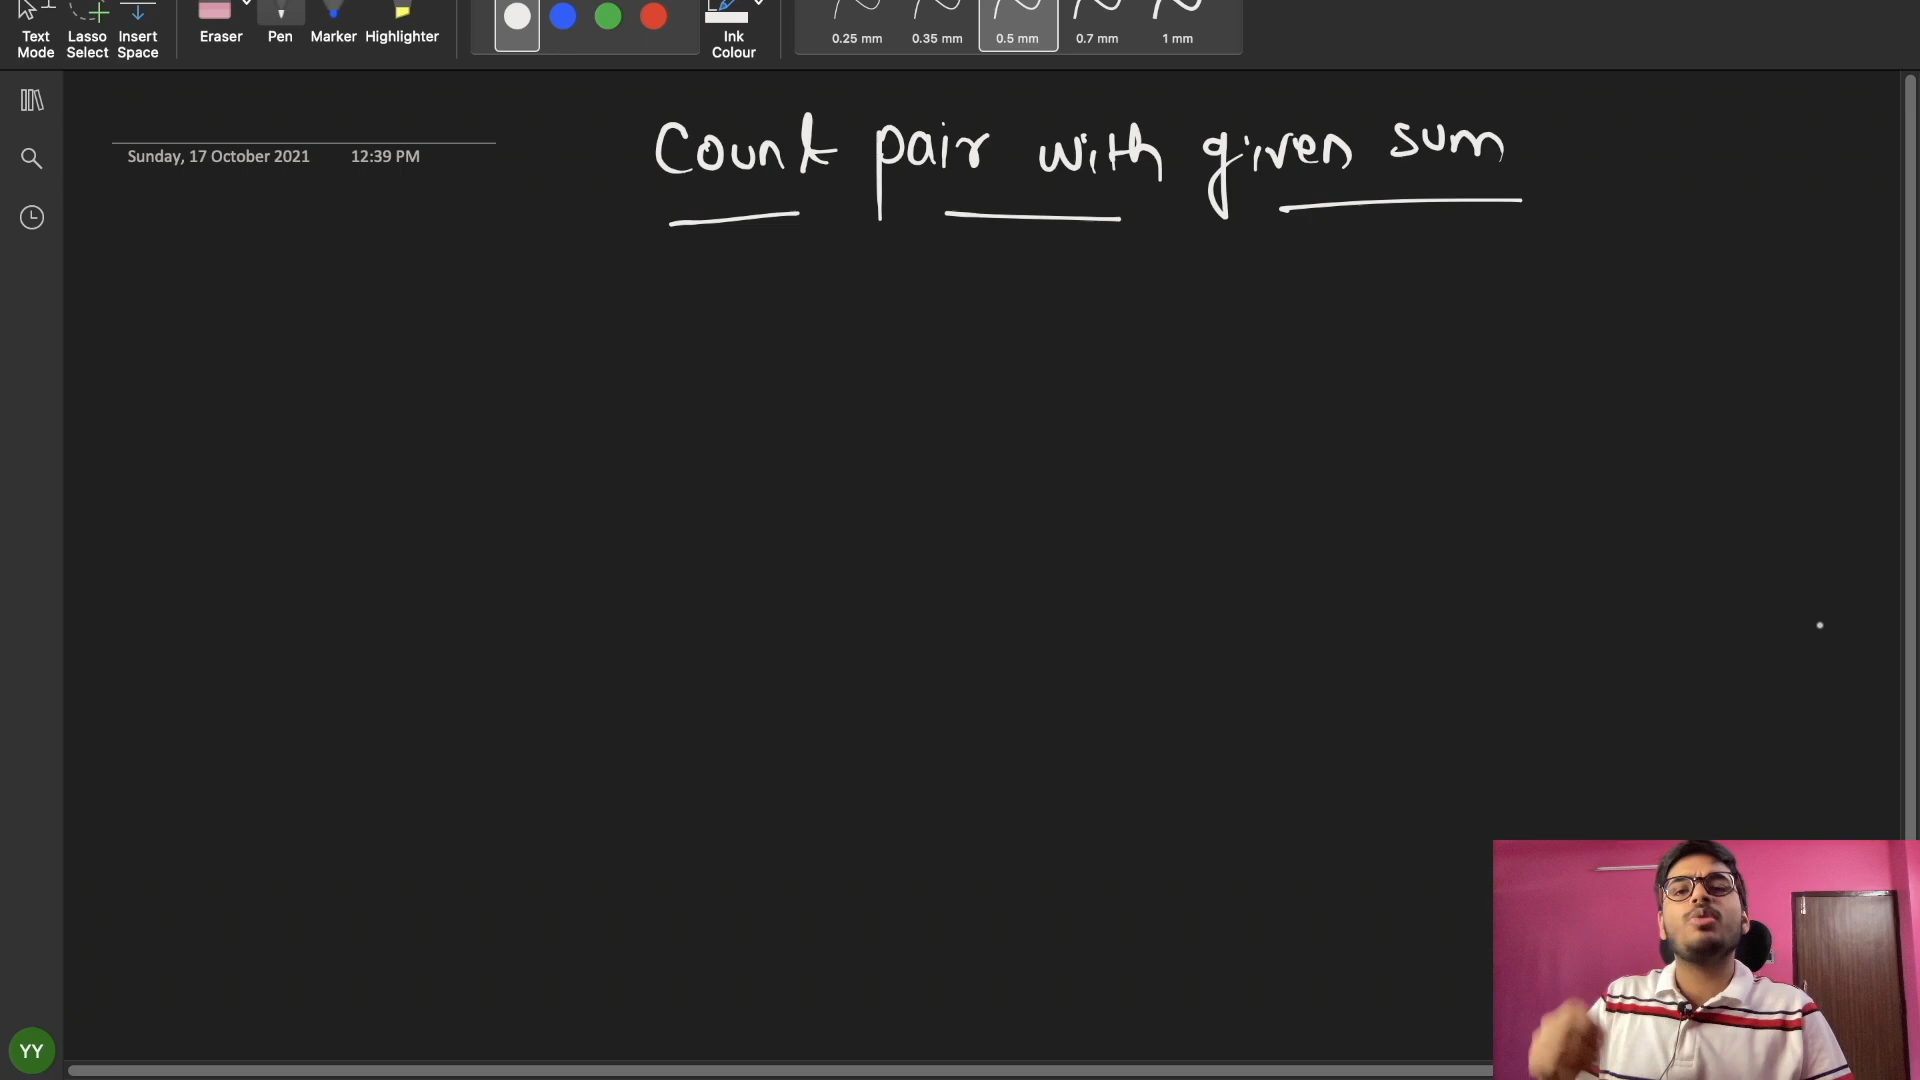 Text Mode
Lasso Select
Insert Space
Eraser
Pen
Marker
Highlighter
Ink Colour
0.25 mm
0.35 mm
0.5 mm
0.7 mm
1 mm
Sunday, 17 October 2021 12:39 PM
Count pair with given sum
YY